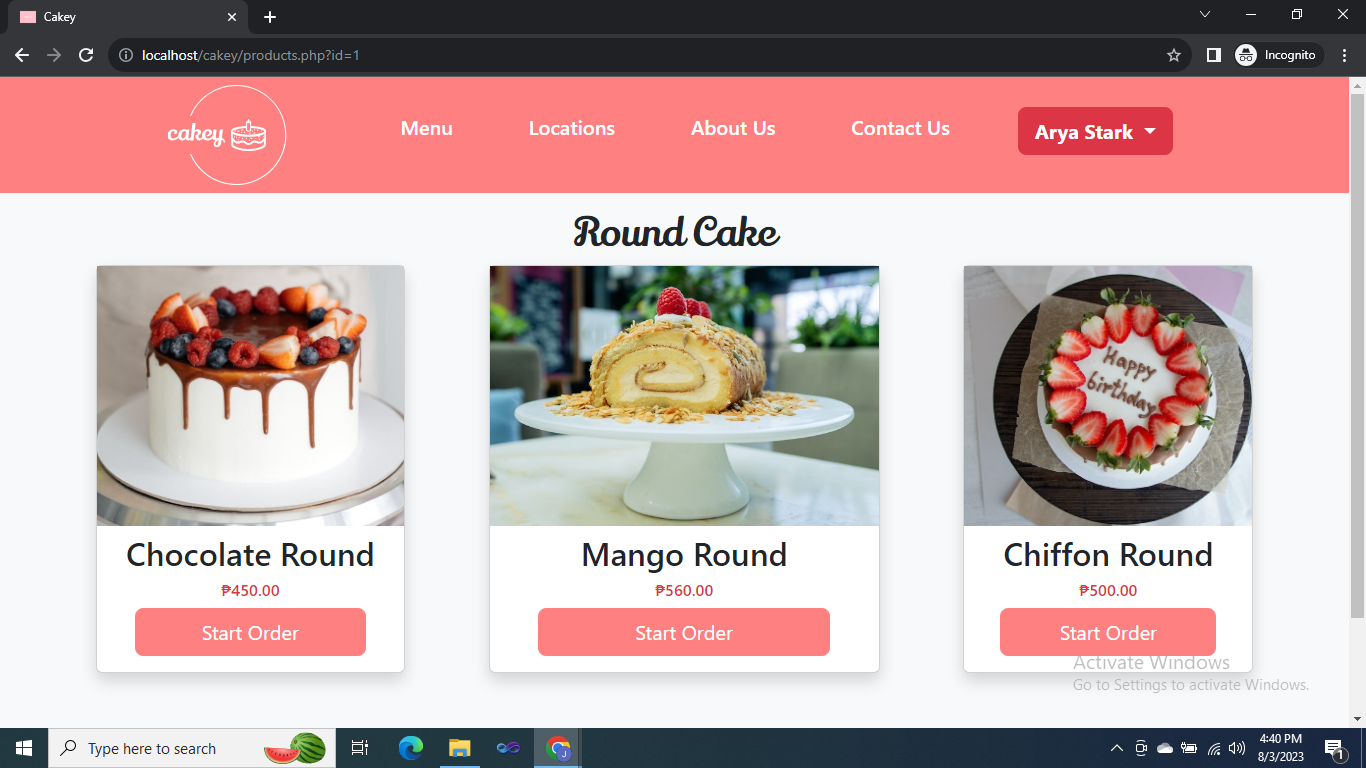 Cakey
localhost/cakey/products.php?id=1
Incognito
cakey
Menu
Locations
About Us
Contact Us
Arya Stark
Round Cake
Happy
birthday
Chocolate Round
₱450.00
Start Order
Mango Round
₱560.00
Start Order
Chiffon Round
₱500.00
Start Order
Activate Windows
Go to Settings to activate Windows.
Type here to search
J
4:40 PM
8/3/2023
1